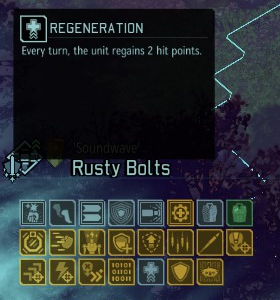 REGENERATION
Every turn, the unit regains 2 hit points.
'Soundwave'
Rusty Bolts